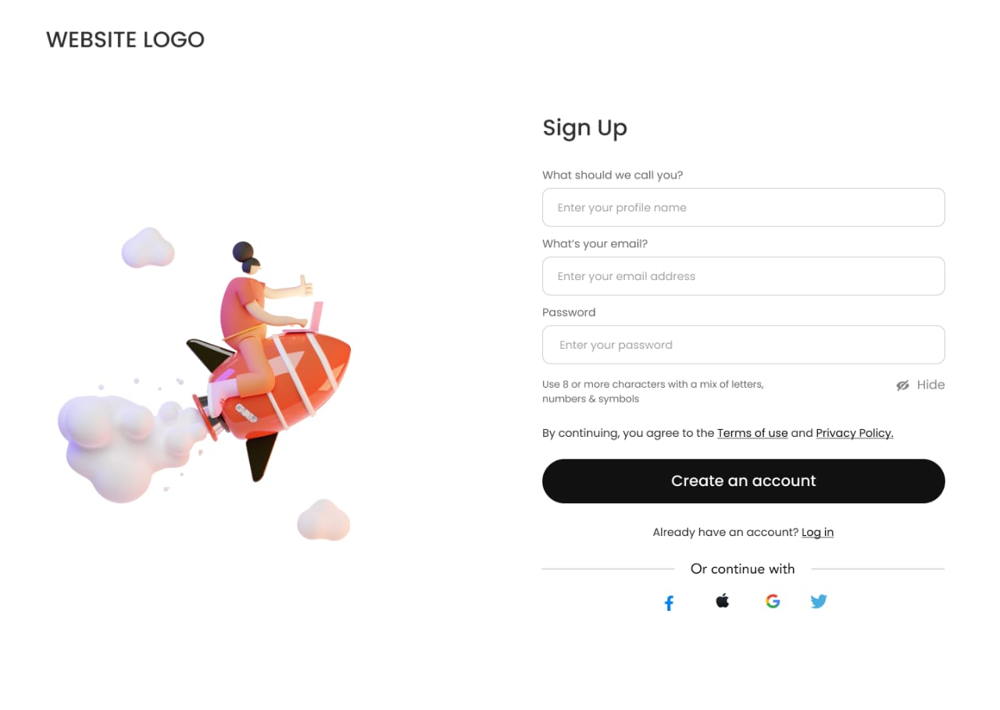 WEBSITE LOGO
Sign Up
What should we call you?
Enter your profile name
What's your email?
Enter your email address
Password
Enter your password
Use 8 or more characters with a mix of letters,
numbers & symbols
Hide
By continuing, you agree to the Terms of use and Privacy Policy.
Create an account
Already have an account? Log in
Or continue with